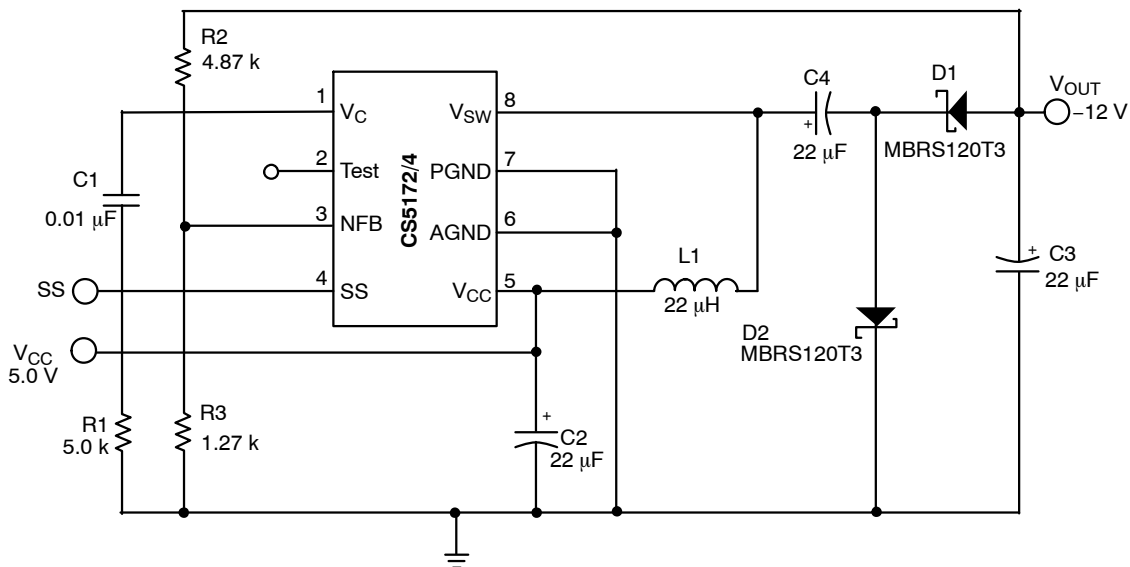 R2
4.87 k
C4
D1
V_OUT
−12 V
1
V_C
V_SW
8
22 μF
MBRS120T3
2
Test
PGND
7
C1
0.01 μF
3
NFB
CS5172/4
AGND
6
L1
22 μH
C3
+
22 μF
SS
4
SS
V_CC
5
D2
MBRS120T3
V_CC
5.0 V
R1
5.0 k
R3
1.27 k
+
C2
22 μF
+